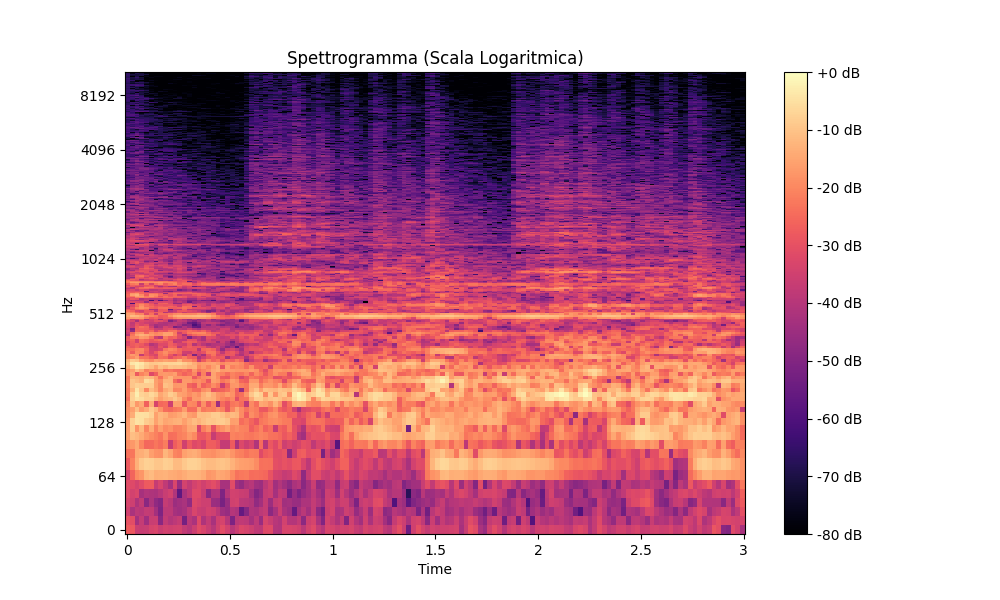 Spettrogramma (Scala Logaritmica)
8192
4096
2048
1024
512
256
128
64
0
Hz
0
0.5
1
1.5
2
2.5
3
Time
+0 dB
-10 dB
-20 dB
-30 dB
-40 dB
-50 dB
-60 dB
-70 dB
-80 dB